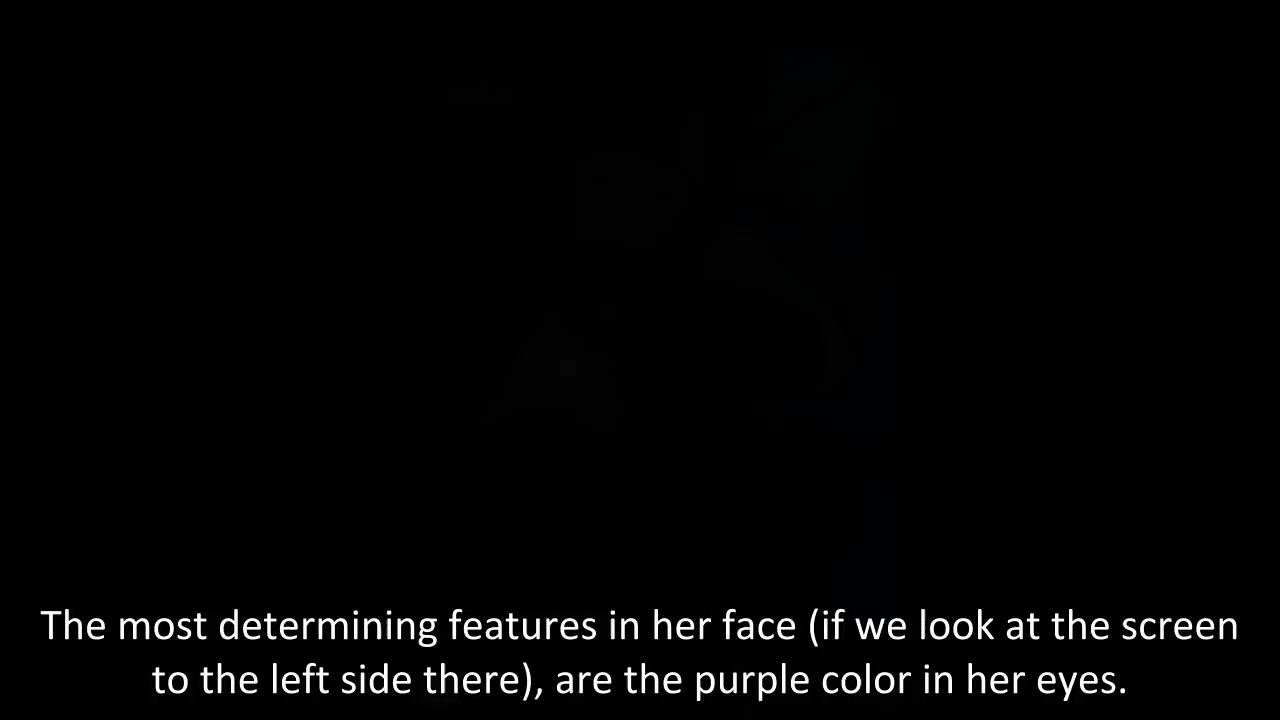 The most determining features in her face (if we look at the screen
to the left side there), are the purple color in her eyes.